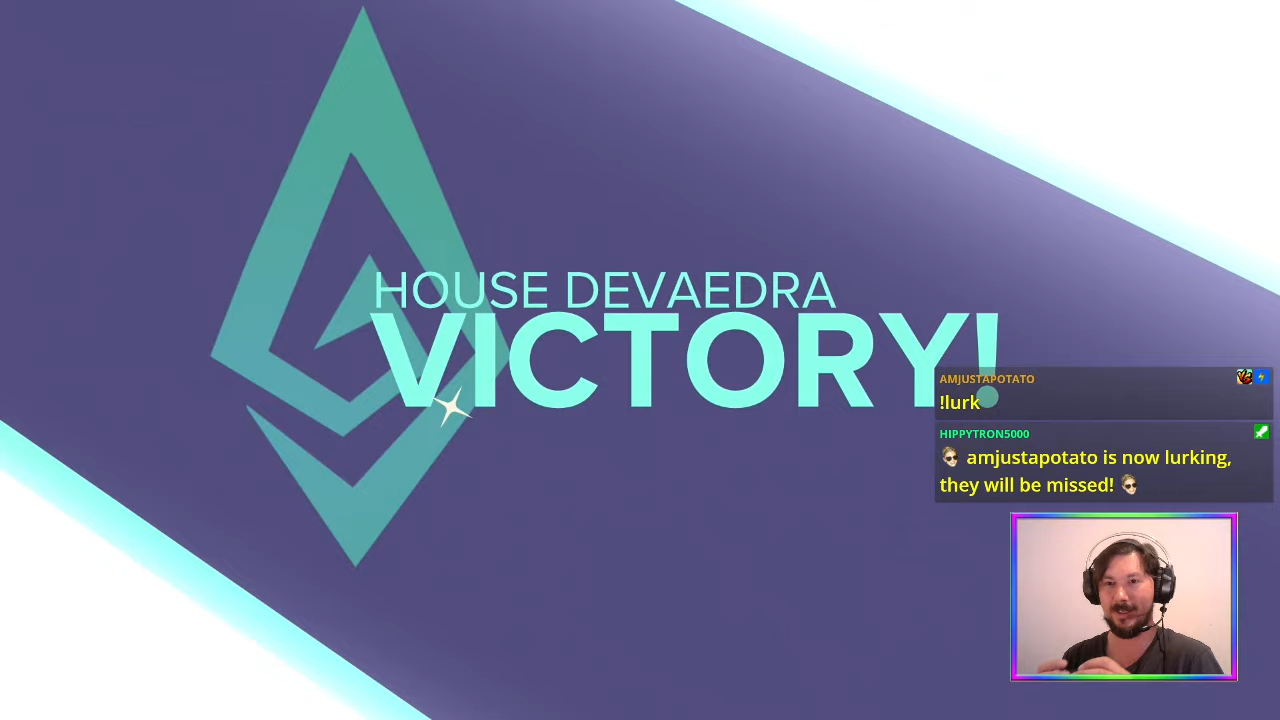 HOUSE DEVAEDRA
VICTORY!
AMJUSTAPOTATO
!lurk
HIPPYTRON5000
amjustapotato is now lurking,
they will be missed!